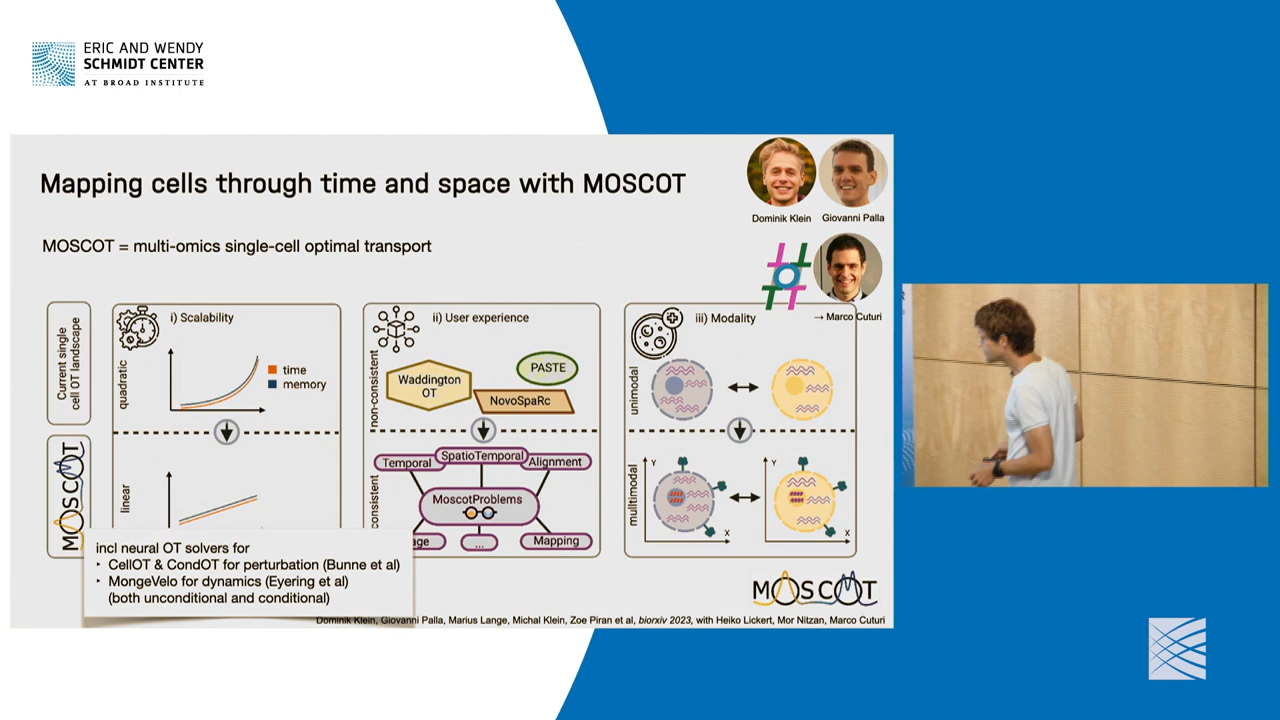 ERIC AND WENDY
SCHMIDT CENTER
AT BROAD INSTITUTE
Mapping cells through time and space with MOSCOT
Dominik Klein
Giovanni Palla
MOSCOT = multi-omics single-cell optimal transport
→ Marco Cuturi
Current single
cell OT landscape
MOSCOT
i) Scalability
quadratic
time
memory
linear
ii) User experience
non-consistent
Waddington
OT
PASTE
NovoSpaRc
consistent
Temporal
SpatioTemporal
Alignment
MoscotProblems
age
...
Mapping
iii) Modality
unimodal
multimodal
Y
X
Y
X
incl neural OT solvers for
• CellOT & CondOT for perturbation (Bunne et al)
• MongeVelo for dynamics (Eyering et al)
(both unconditional and conditional)
MOSCOT
Dominik Klein, Giovanni Palla, Marius Lange, Michal Klein, Zoe Piran et al, biorxiv 2023, with Heiko Lickert, Mor Nitzan, Marco Cuturi